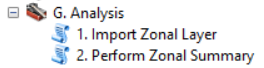 G. Analysis
1. Import Zonal Layer
2. Perform Zonal Summary